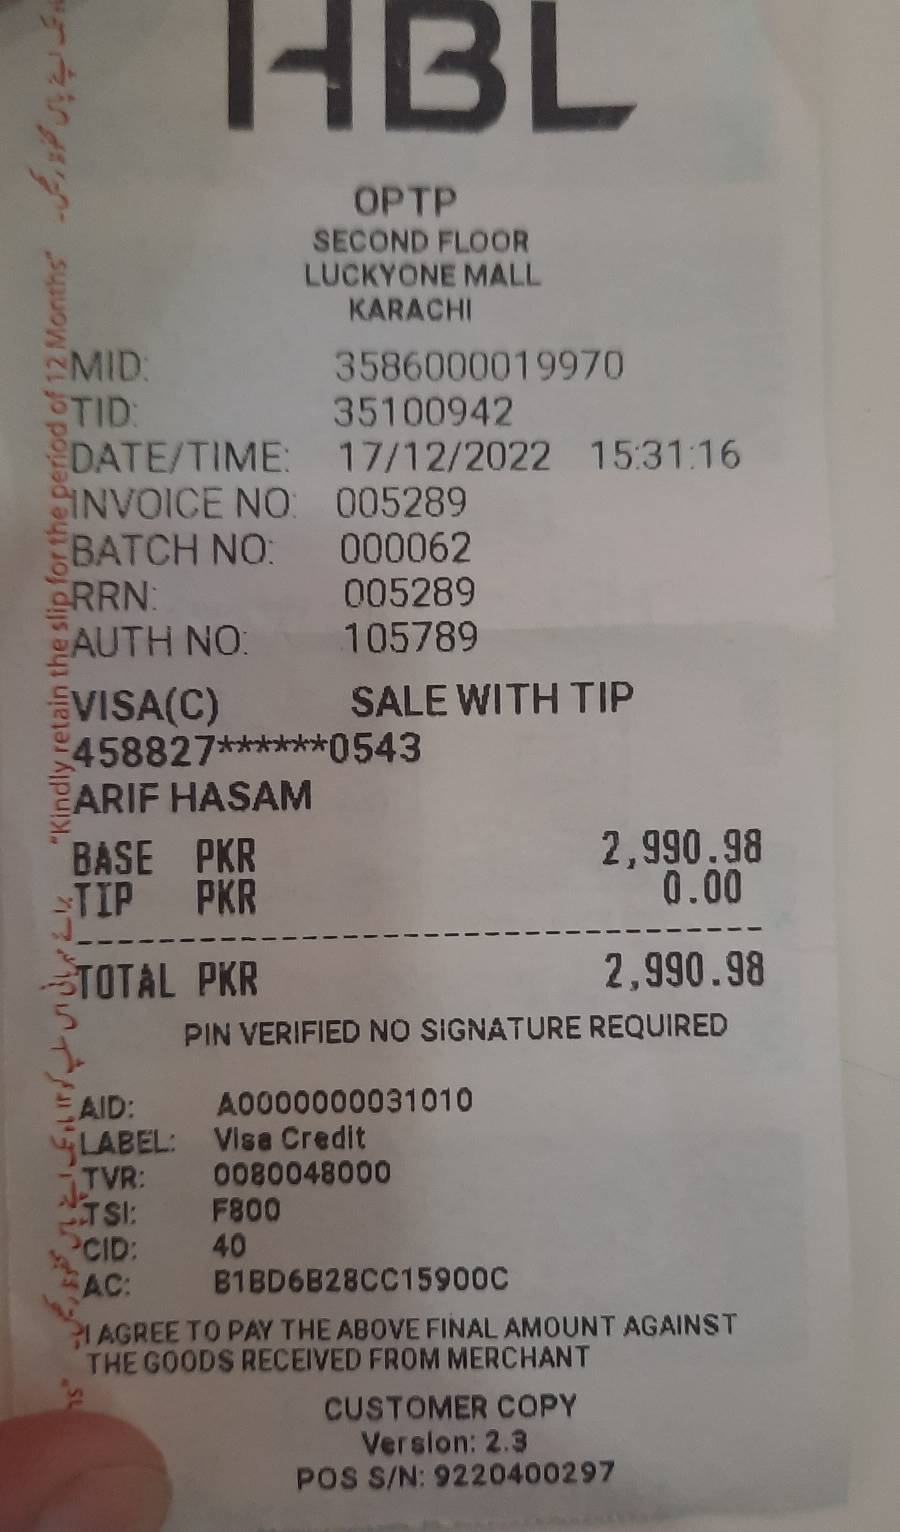 HBL
OPTP
SECOND FLOOR
LUCKYONE MALL
KARACHI
MID: 3586000019970
TID: 35100942
DATE/TIME: 17/12/2022 15:31:16
INVOICE NO: 005289
BATCH NO: 000062
RRN: 005289
AUTH NO: 105789
VISA(C) SALE WITH TIP
458827******0543
ARIF HASAM
BASE PKR 2,990.98
TIP PKR 0.00
--------------------------------
TOTAL PKR 2,990.98
PIN VERIFIED NO SIGNATURE REQUIRED
AID: A0000000031010
LABEL: Visa Credit
TVR: 0080048000
TSI: F800
CID: 40
AC: B1BD6B28CC15900C
I AGREE TO PAY THE ABOVE FINAL AMOUNT AGAINST
THE GOODS RECEIVED FROM MERCHANT
CUSTOMER COPY
Version: 2.3
POS S/N: 9220400297
"Kindly retain the slip for the period of 12 Months"